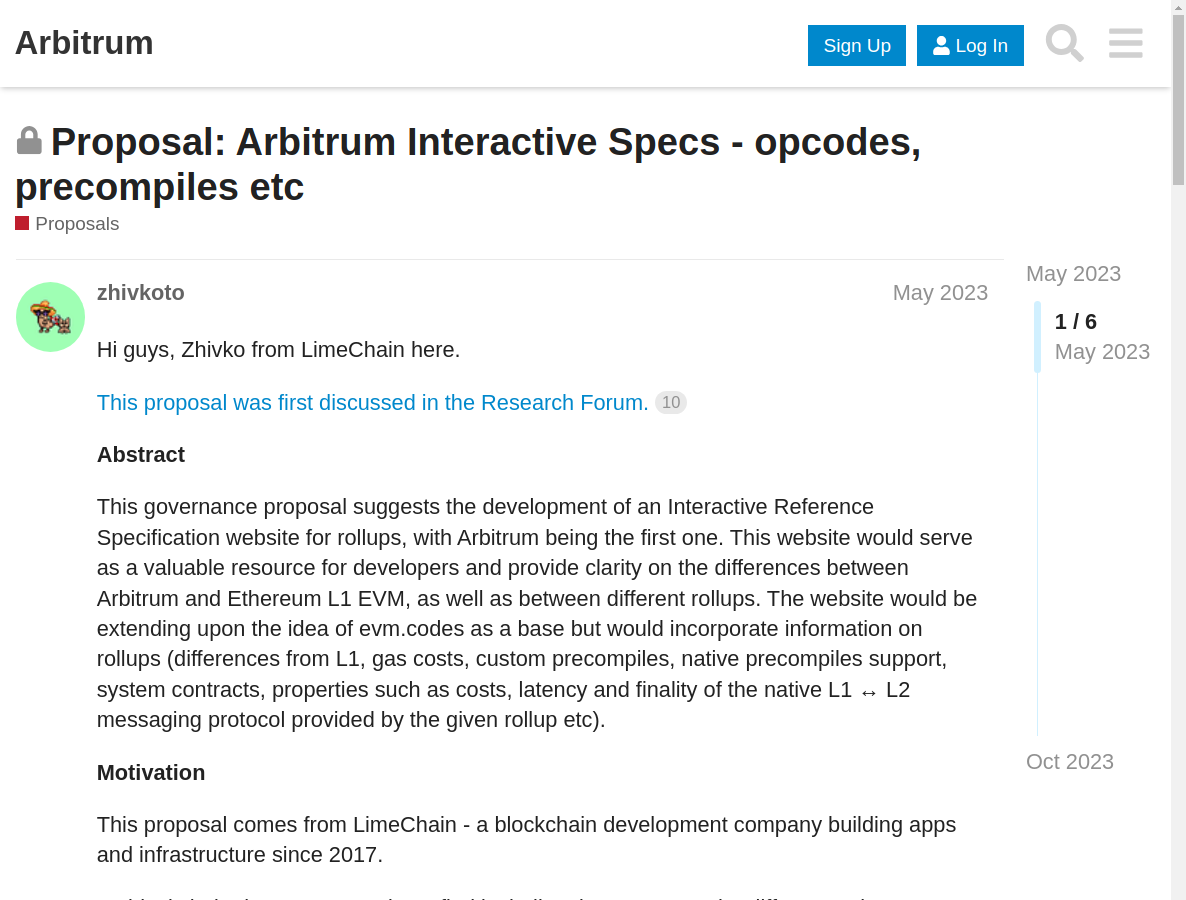 Arbitrum
Sign Up
Log In
Proposal: Arbitrum Interactive Specs - opcodes,
precompiles etc
Proposals
zhivkoto
May 2023
Hi guys, Zhivko from LimeChain here.
This proposal was first discussed in the Research Forum. 10
Abstract
This governance proposal suggests the development of an Interactive Reference
Specification website for rollups, with Arbitrum being the first one. This website would serve
as a valuable resource for developers and provide clarity on the differences between
Arbitrum and Ethereum L1 EVM, as well as between different rollups. The website would be
extending upon the idea of evm.codes as a base but would incorporate information on
rollups (differences from L1, gas costs, custom precompiles, native precompiles support,
system contracts, properties such as costs, latency and finality of the native L1 ↔ L2
messaging protocol provided by the given rollup etc).
Motivation
This proposal comes from LimeChain - a blockchain development company building apps
and infrastructure since 2017.
May 2023
1 / 6
May 2023
Oct 2023